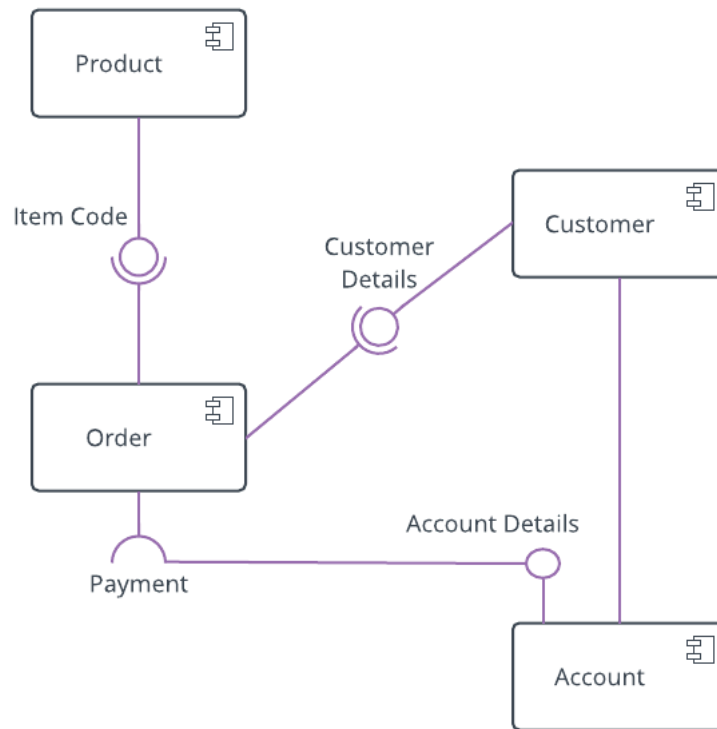 Product
Item Code
Customer
Customer
Details
Order
Account Details
Payment
Account